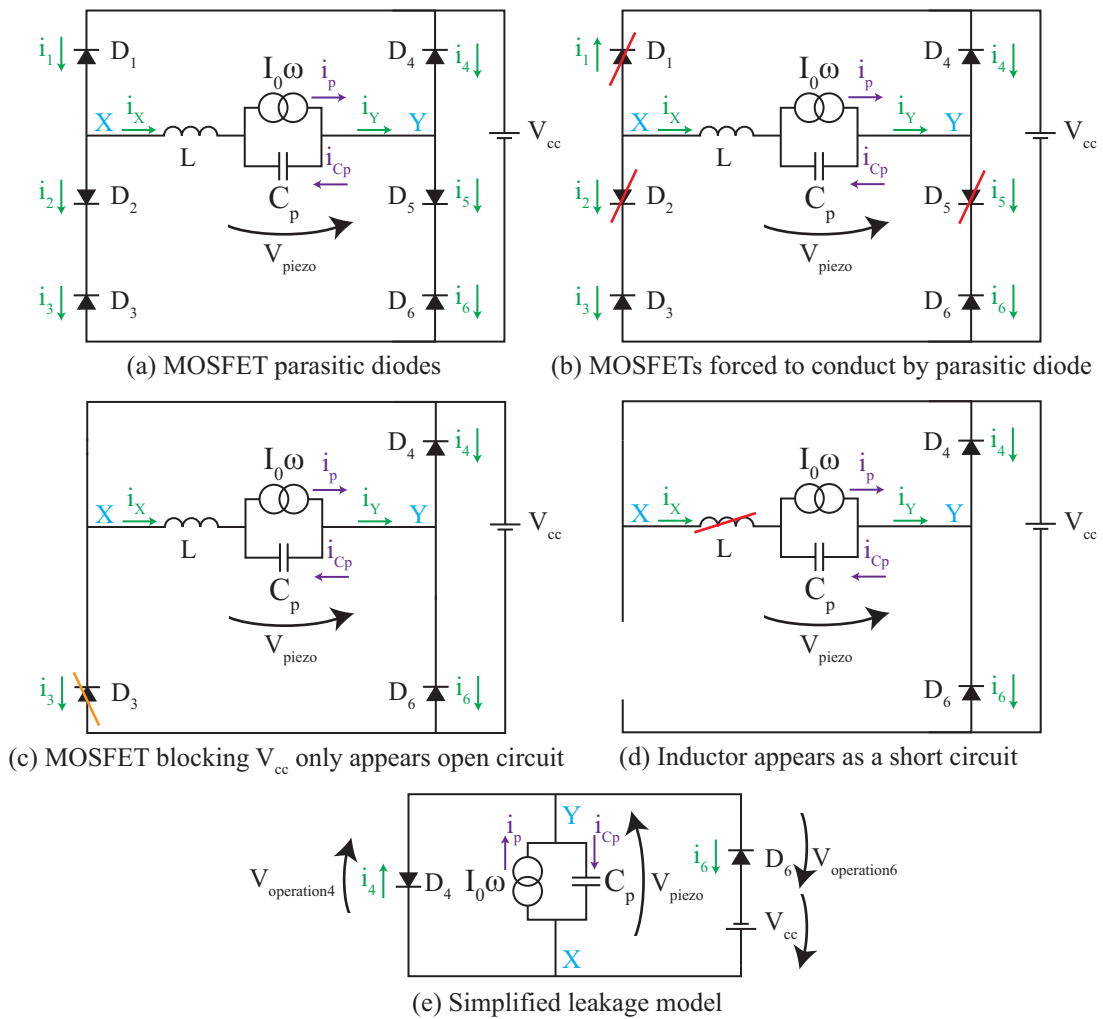 i1 D1 I0ω ip D4 i4
X iX L iY Y Vcc
iCp
i2 D2 Cp D5 i5
Vpiezo
i3 D3 D6 i6
(a) MOSFET parasitic diodes
i1 D1 I0ω ip D4 i4
X iX L iY Y Vcc
iCp
i2 D2 Cp D5 i5
Vpiezo
i3 D3 D6 i6
(b) MOSFETs forced to conduct by parasitic diode
D4 i4
I0ω ip
X iX L iY Y Vcc
iCp
Cp
Vpiezo
i3 D3 D6 i6
(c) MOSFET blocking Vcc only appears open circuit
D4 i4
I0ω ip
X iX L iY Y Vcc
iCp
Cp
Vpiezo
D6 i6
(d) Inductor appears as a short circuit
Y
ip iCp i6 D6 Voperation6
Voperation4 i4 D4 I0ω Cp Vpiezo
Vcc
X
(e) Simplified leakage model